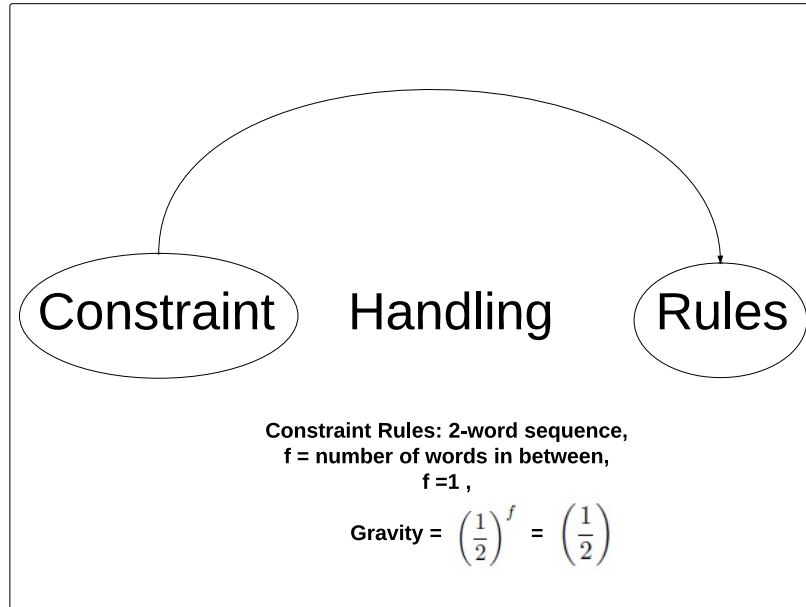 Constraint Handling Rules
Constraint Rules: 2-word sequence,
f = number of words in between,
f =1 ,
Gravity = (1/2)^f = (1/2)